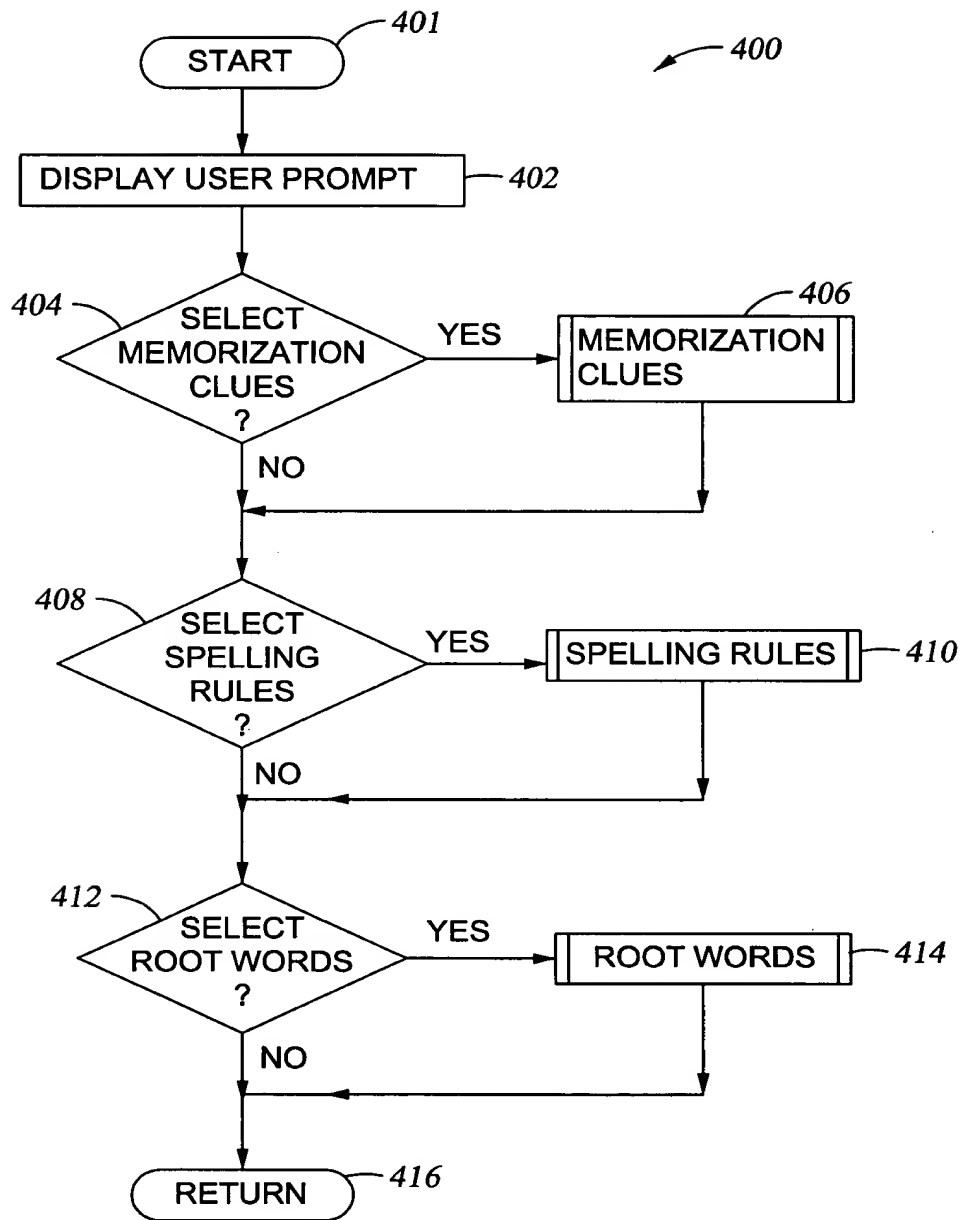 401
START
400
DISPLAY USER PROMPT
402
404
SELECT
MEMORIZATION
CLUES
?
YES
406
MEMORIZATION
CLUES
NO
408
SELECT
SPELLING
RULES
?
YES
SPELLING RULES
410
NO
412
SELECT
ROOT WORDS
?
YES
ROOT WORDS
414
NO
RETURN
416